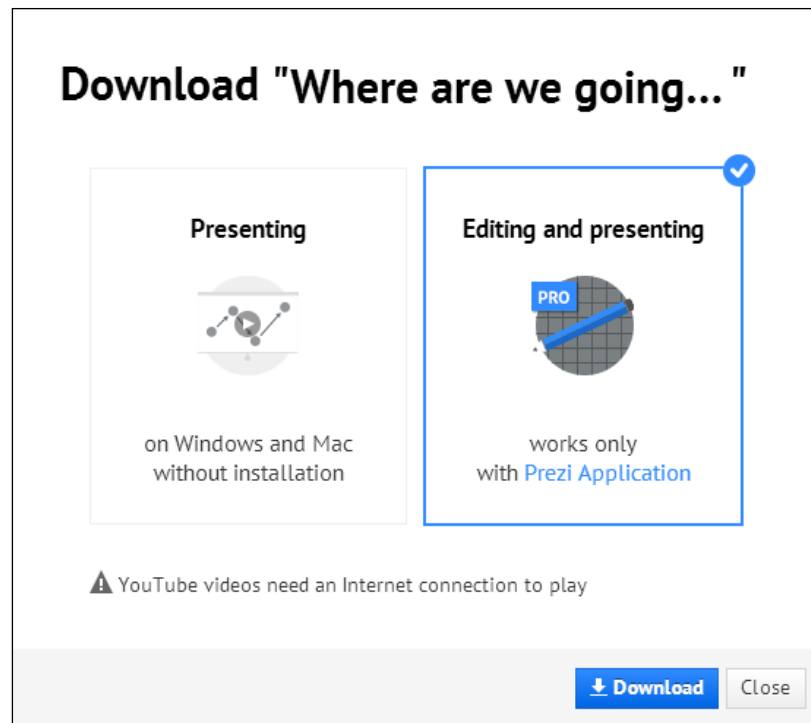 Download "Where are we going... "
Presenting
on Windows and Mac
without installation
Editing and presenting
PRO
works only
with Prezi Application
YouTube videos need an Internet connection to play
Download
Close